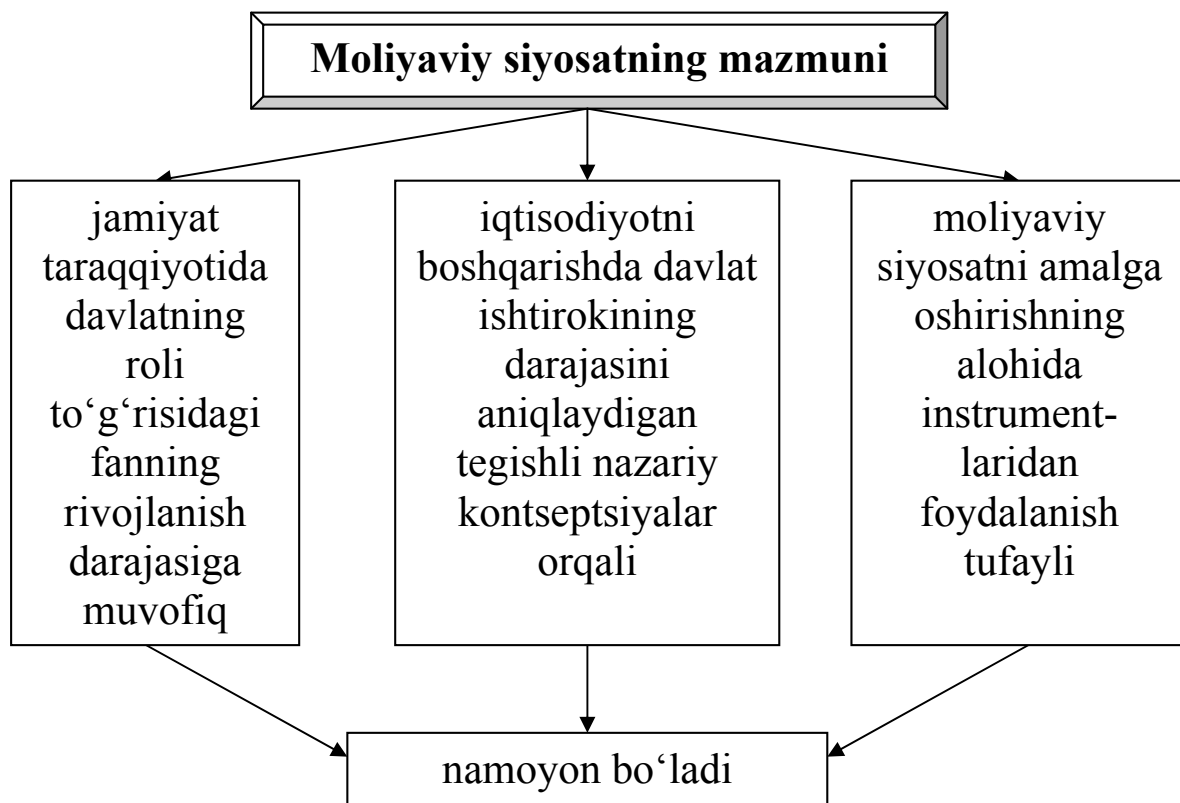 Moliyaviy siyosatning mazmuni
jamiyat
taraqqiyotida
davlatning
roli
to‘g‘risidagi
fanning
rivojlanish
darajasiga
muvofiq
iqtisodiyotni
boshqarishda davlat
ishtirokining
darajasini
aniqlaydigan
tegishli nazariy
kontseptsiyalar
orqali
moliyaviy
siyosatni amalga
oshirishning
alohida
instrument-
laridan
foydalanish
tufayli
namoyon bo‘ladi